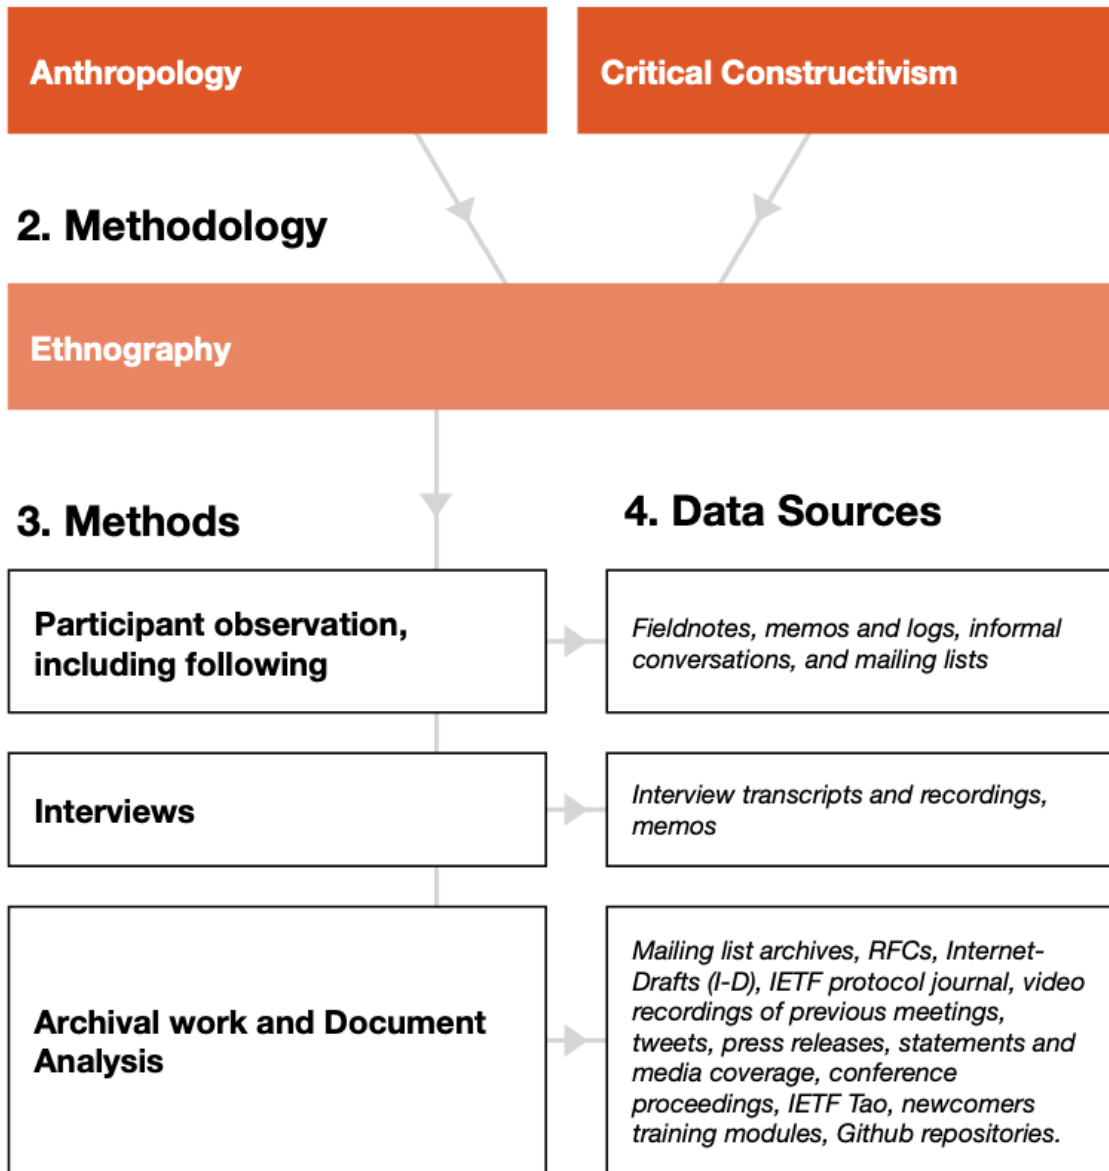 Anthropology
Critical Constructivism
2. Methodology
Ethnography
3. Methods
4. Data Sources
Participant observation,
including following
Fieldnotes, memos and logs, informal
conversations, and mailing lists
Interviews
Interview transcripts and recordings,
memos
Archival work and Document
Analysis
Mailing list archives, RFCs, Internet-
Drafts (I-D), IETF protocol journal, video
recordings of previous meetings,
tweets, press releases, statements and
media coverage, conference
proceedings, IETF Tao, newcomers
training modules, Github repositories.